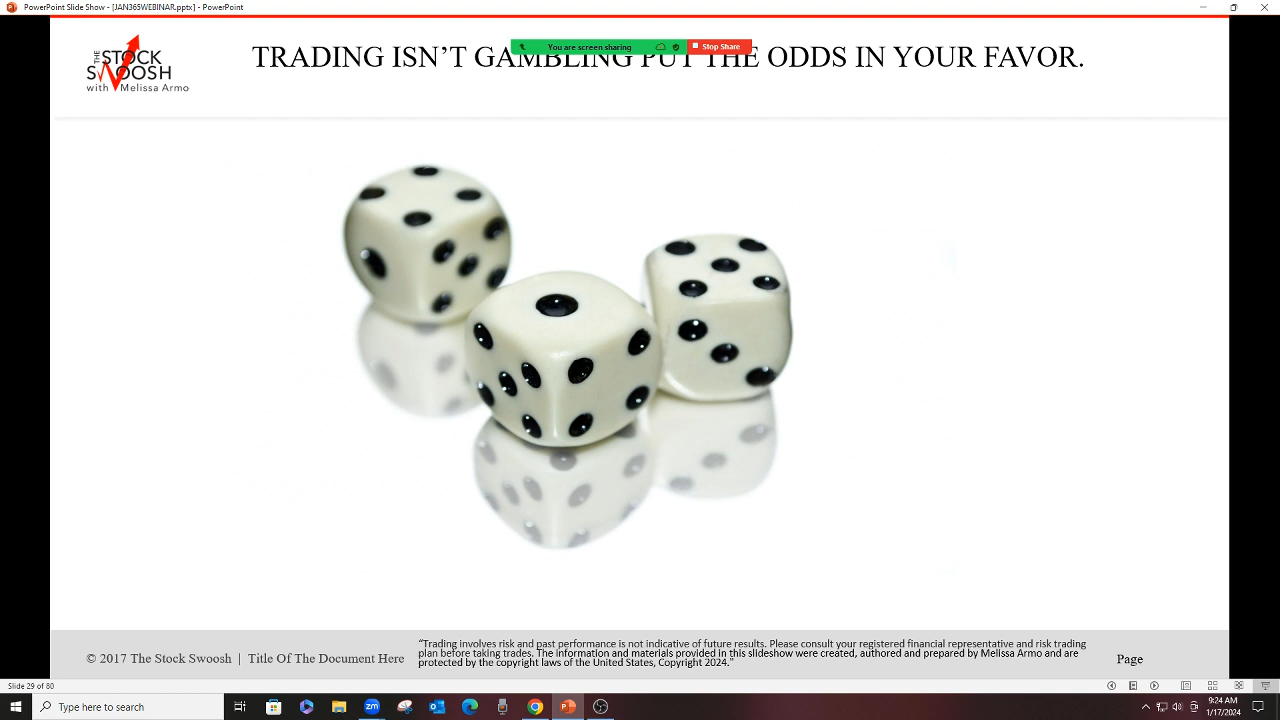 PowerPoint Slide Show - [JAN365WEBINAR.pptx] - PowerPoint
You are screen sharing
Stop Share
THE STOCK
SWOOSH
with Melissa Armo
TRADING ISN'T GAMBLING PUT THE ODDS IN YOUR FAVOR.
© 2017 The Stock Swoosh | Title Of The Document Here
"Trading involves risk and past performance is not indicative of future results. Please consult your registered financial representative and risk trading
plan before taking trades. The information and materials provided in this slideshow were created, authored and prepared by Melissa Armo and are
protected by the copyright laws of the United States, Copyright 2024."
Page
Slide 29 of 80
Type here to search
9:24 AM
1/17/2024